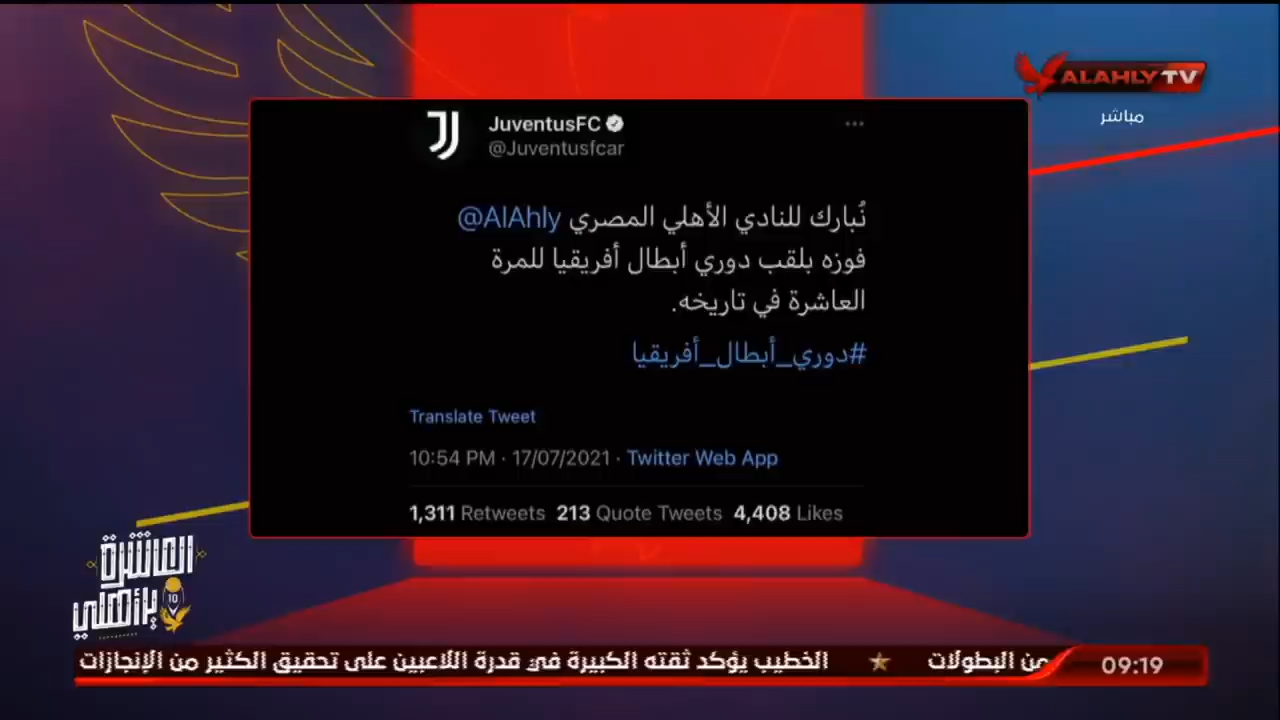 ALAHLY TV
مباشر
JuventusFC
@Juventusfcar
نُبارك للنادي الأهلي المصري @AlAhly
فوزه بلقب دوري أبطال أفريقيا للمرة
العاشرة في تاريخه.
#دوري_أبطال_أفريقيا
Translate Tweet
10:54 PM · 17/07/2021 · Twitter Web App
1,311 Retweets 213 Quote Tweets 4,408 Likes
العاشرة
يا أهلي
10
من البطولات ★ الخطيب يؤكد ثقته الكبيرة في قدرة اللاعبين على تحقيق الكثير من الإنجازات
09:19